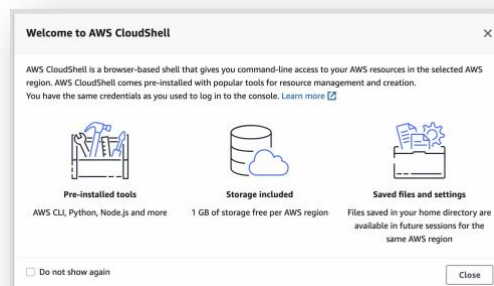 Welcome to AWS CloudShell
AWS CloudShell is a browser-based shell that gives you command-line access to your AWS resources in the selected AWS
region. AWS CloudShell comes pre-installed with popular tools for resource management and creation.
You have the same credentials as you used to log in to the console. Learn more
Pre-installed tools
AWS CLI, Python, Node.js and more
Storage included
1 GB of storage free per AWS region
Saved files and settings
Files saved in your home directory are
available in future sessions for the
same AWS region
Do not show again
Close